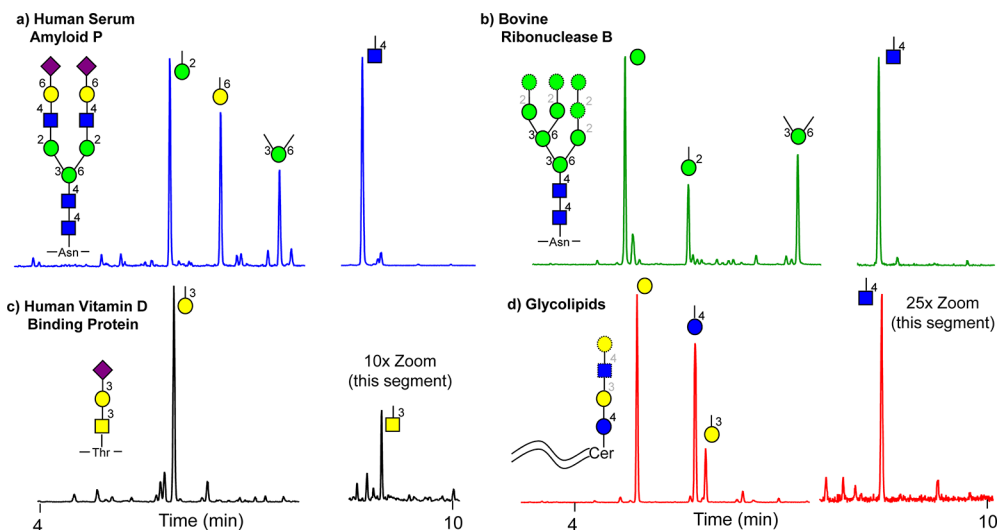 a) Human Serum
Amyloid P
2
6
3 6
4
6 6
4 4
2 2
3 6
4
4
—Asn—
b) Bovine
Ribonuclease B
2
3 6
4
2 2 2
2
3 6
3 6
4
4
—Asn—
c) Human Vitamin D
Binding Protein
3
3
3
—Thr—
10x Zoom
(this segment)
3
4
Time (min)
10
d) Glycolipids
4
3
4
4
3
4
Cer
25x Zoom
(this segment)
4
Time (min)
10